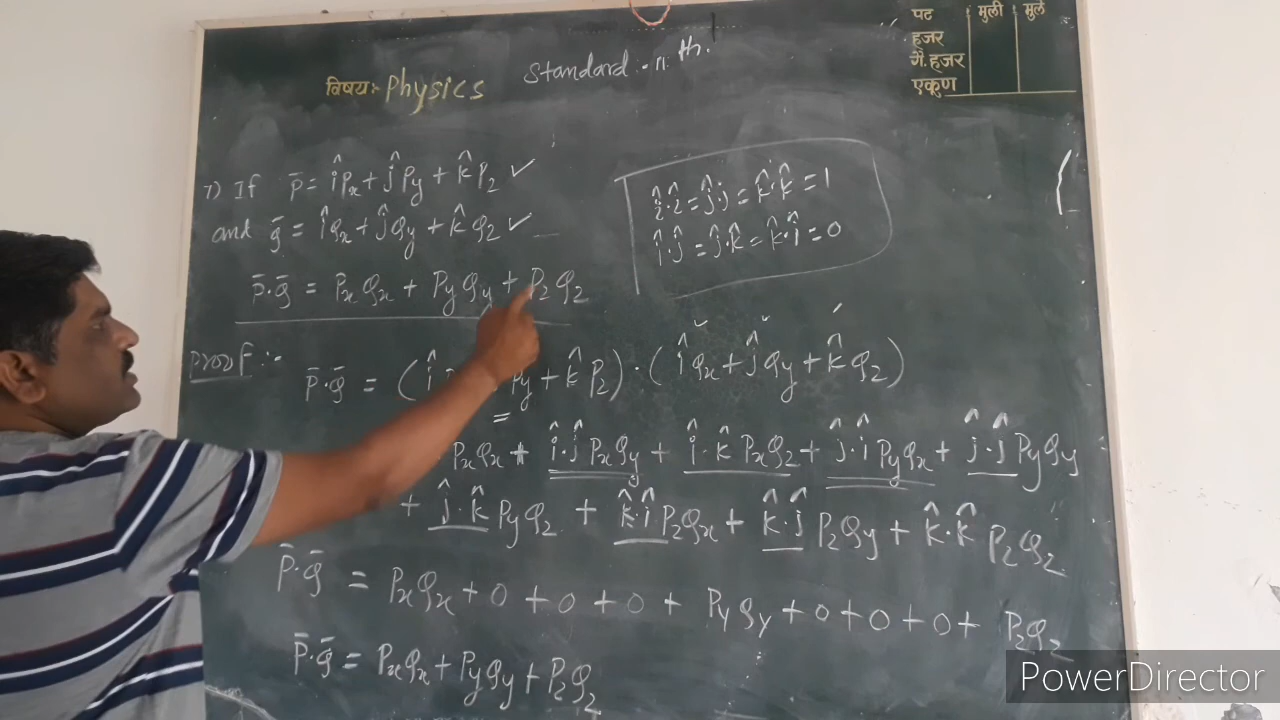 पट मुली मुले
हजर
गै. हजर
एकूण
विषय:- Physics Standard - 11 th.
7) If P̄ = îPx + ĵPy + k̂Pz ✓
and Q̄ = îQx + ĵQy + k̂Qz ✓
P̄·Q̄ = PxQx + PyQy + PzQz
î·î = ĵ·ĵ = k̂·k̂ = 1
î·ĵ = ĵ·k̂ = k̂·î = 0
Proof :-
P̄·Q̄ = (î Py + k̂Pz) · (îQx + ĵQy + k̂Qz)
=
PxQx + î·ĵ PxQy + î·k̂ PxQz + ĵ·î PyQx + ĵ·ĵ PyQy
+ ĵ·k̂ PyQz + k̂·î PzQx + k̂·ĵ PzQy + k̂·k̂ PzQz
P̄·Q̄ = PxQx + 0 + 0 + 0 + PyQy + 0 + 0 + 0 + PzQz
P̄·Q̄ = PxQx + PyQy + PzQz
PowerDirector